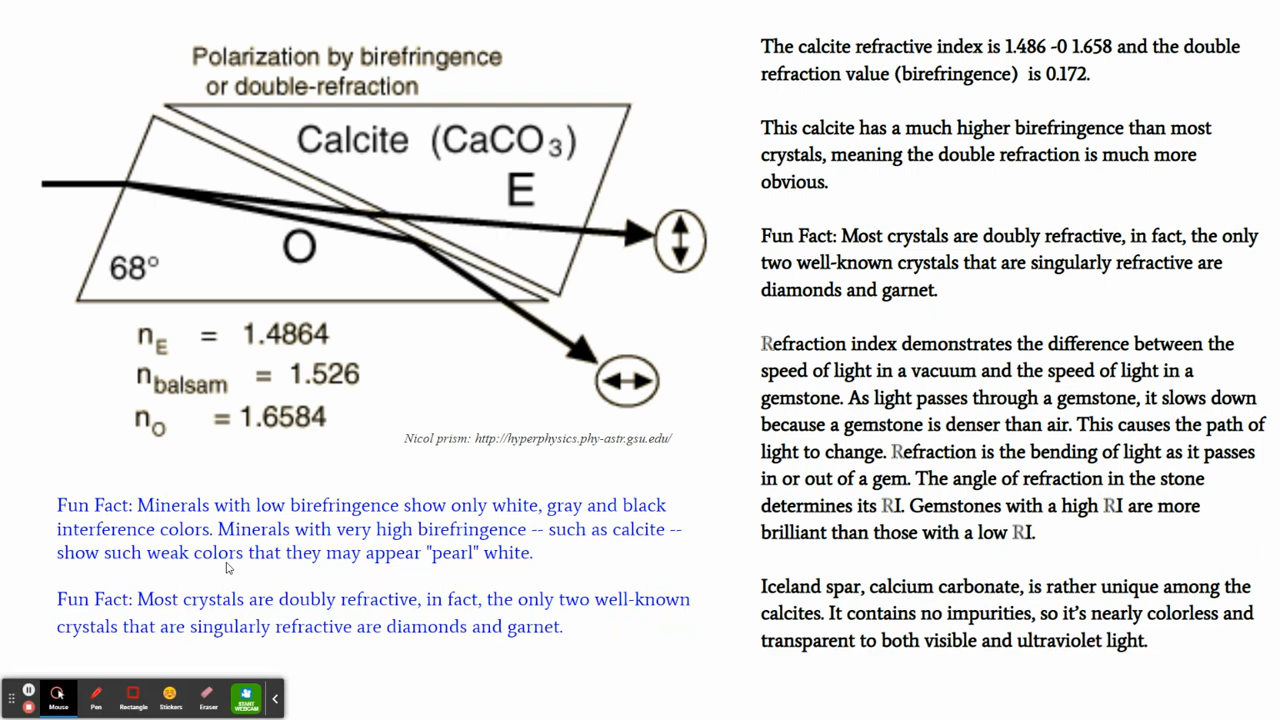 Polarization by birefringence
or double-refraction
Calcite (CaCO3)
E
O
68°
nE = 1.4864
nbalsam = 1.526
nO = 1.6584
Nicol prism: http://hyperphysics.phy-astr.gsu.edu/
Fun Fact: Minerals with low birefringence show only white, gray and black
interference colors. Minerals with very high birefringence -- such as calcite --
show such weak colors that they may appear "pearl" white.
Fun Fact: Most crystals are doubly refractive, in fact, the only two well-known
crystals that are singularly refractive are diamonds and garnet.
The calcite refractive index is 1.486 -0 1.658 and the double
refraction value (birefringence)  is 0.172.
This calcite has a much higher birefringence than most
crystals, meaning the double refraction is much more
obvious.
Fun Fact: Most crystals are doubly refractive, in fact, the only
two well-known crystals that are singularly refractive are
diamonds and garnet.
Refraction index demonstrates the difference between the
speed of light in a vacuum and the speed of light in a
gemstone. As light passes through a gemstone, it slows down
because a gemstone is denser than air. This causes the path of
light to change. Refraction is the bending of light as it passes
in or out of a gem. The angle of refraction in the stone
determines its RI. Gemstones with a high RI are more
brilliant than those with a low RI.
Iceland spar, calcium carbonate, is rather unique among the
calcites. It contains no impurities, so it's nearly colorless and
transparent to both visible and ultraviolet light.
Mouse Pen Rectangle Stickers Eraser START WEBCAM